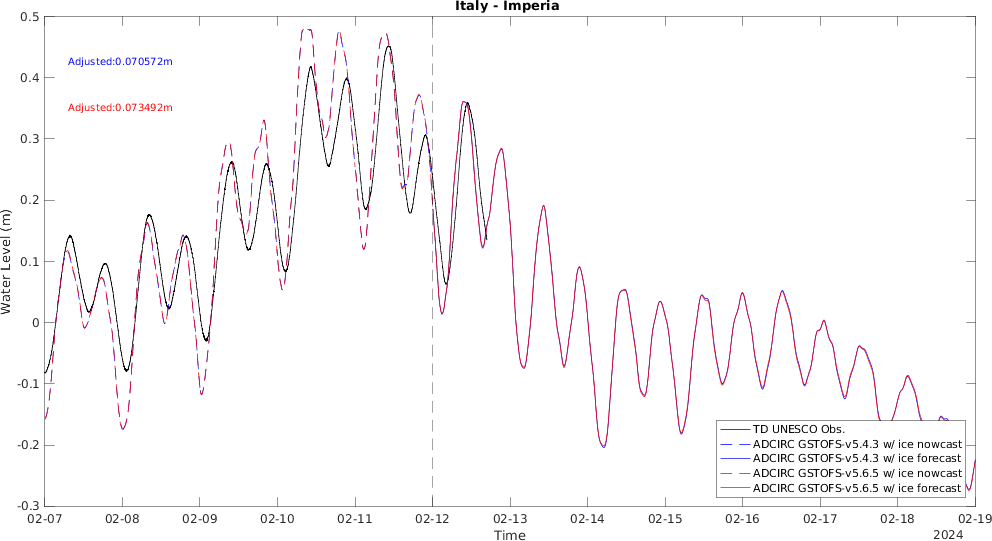 Italy - Imperia
0.5
0.4
0.3
0.2
0.1
0
-0.1
-0.2
-0.3
Water Level (m)
Adjusted:0.070572m
Adjusted:0.073492m
TD UNESCO Obs.
ADCIRC GSTOFS-v5.4.3 w/ ice nowcast
ADCIRC GSTOFS-v5.4.3 w/ ice forecast
ADCIRC GSTOFS-v5.6.5 w/ ice nowcast
ADCIRC GSTOFS-v5.6.5 w/ ice forecast
02-07 02-08 02-09 02-10 02-11 02-12 02-13 02-14 02-15 02-16 02-17 02-18 02-19
Time
2024